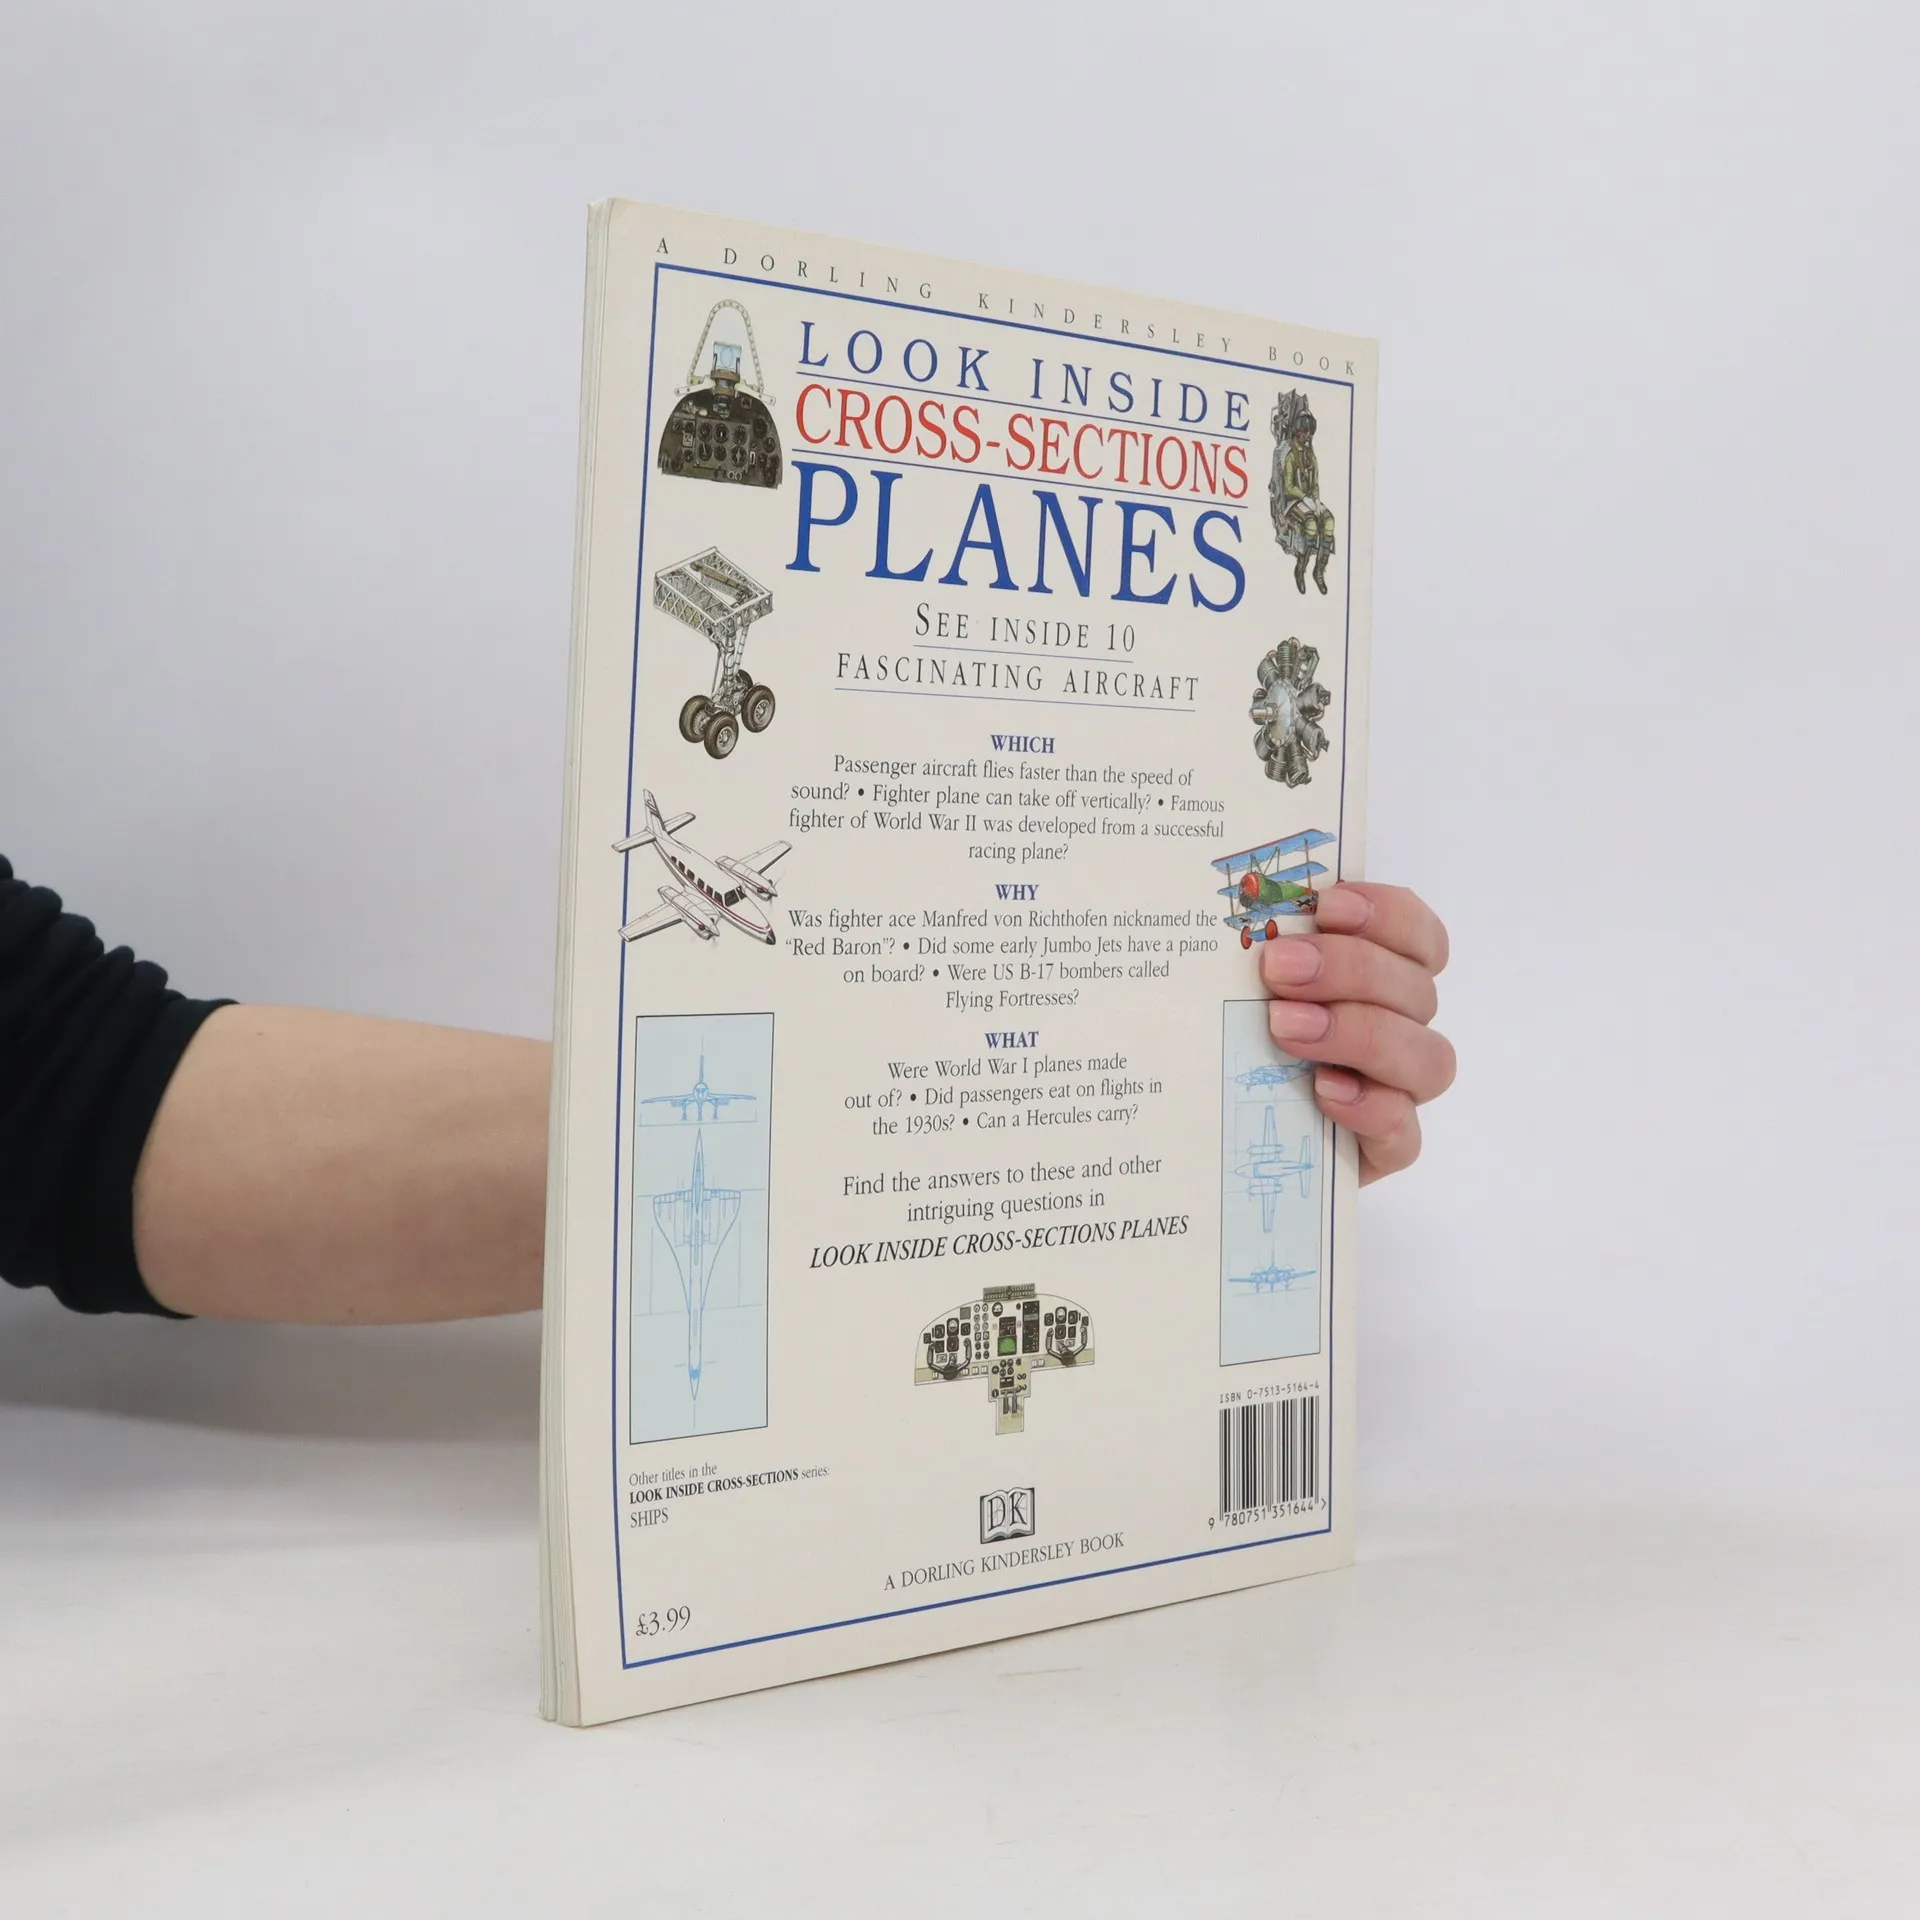 A DORLING KINDERSLEY BOOK
LOOK INSIDE
CROSS-SECTIONS
PLANES
SEE INSIDE 10
FASCINATING AIRCRAFT
WHICH
Passenger aircraft flies faster than the speed of
sound? • Fighter plane can take off vertically? • Famous
fighter of World War II was developed from a successful
racing plane?
WHY
Was fighter ace Manfred von Richthofen nicknamed the
“Red Baron”? • Did some early Jumbo Jets have a piano
on board? • Were US B-17 bombers called
Flying Fortresses?
WHAT
Were World War I planes made
out of? • Did passengers eat on flights in
the 1930s? • Can a Hercules carry?
Find the answers to these and other
intriguing questions in
LOOK INSIDE CROSS-SECTIONS PLANES
ISBN 0-7513-5164-4
9 780751 351644 >
Other titles in the
LOOK INSIDE CROSS-SECTIONS series:
SHIPS
DK
A DORLING KINDERSLEY BOOK
£3.99